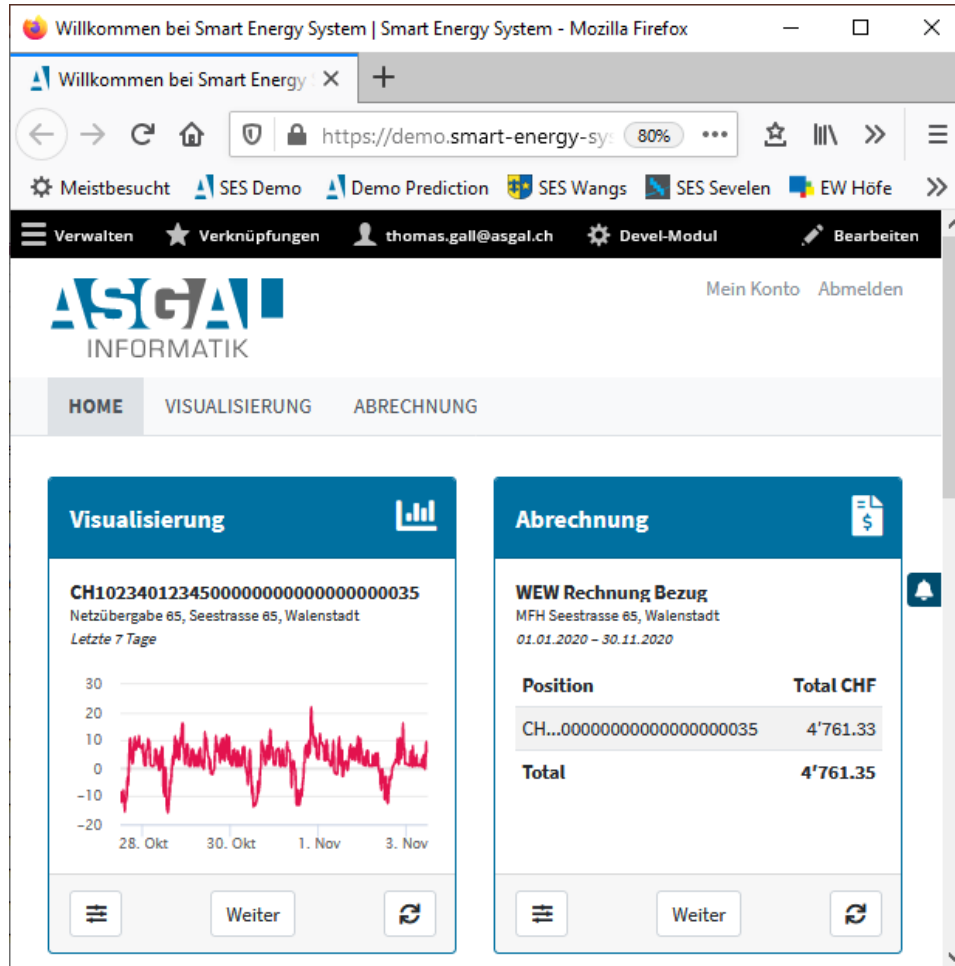 Willkommen bei Smart Energy System | Smart Energy System - Mozilla Firefox
Willkommen bei Smart Energy
https://demo.smart-energy-sy 80%
Meistbesucht SES Demo Demo Prediction SES Wangs SES Sevelen EW Höfe
Verwalten Verknüpfungen thomas.gall@asgal.ch Devel-Modul Bearbeiten
Mein Konto Abmelden
ASGAL
INFORMATIK
HOME VISUALISIERUNG ABRECHNUNG
Visualisierung
CH1023401234500000000000000000035
Netzübergabe 65, Seestrasse 65, Walenstadt
Letzte 7 Tage
30
20
10
0
−10
−20
28. Okt 30. Okt 1. Nov 3. Nov
Weiter
Abrechnung
WEW Rechnung Bezug
MFH Seestrasse 65, Walenstadt
01.01.2020 – 30.11.2020
Position Total CHF
CH...00000000000000000035 4’761.33
Total 4’761.35
Weiter